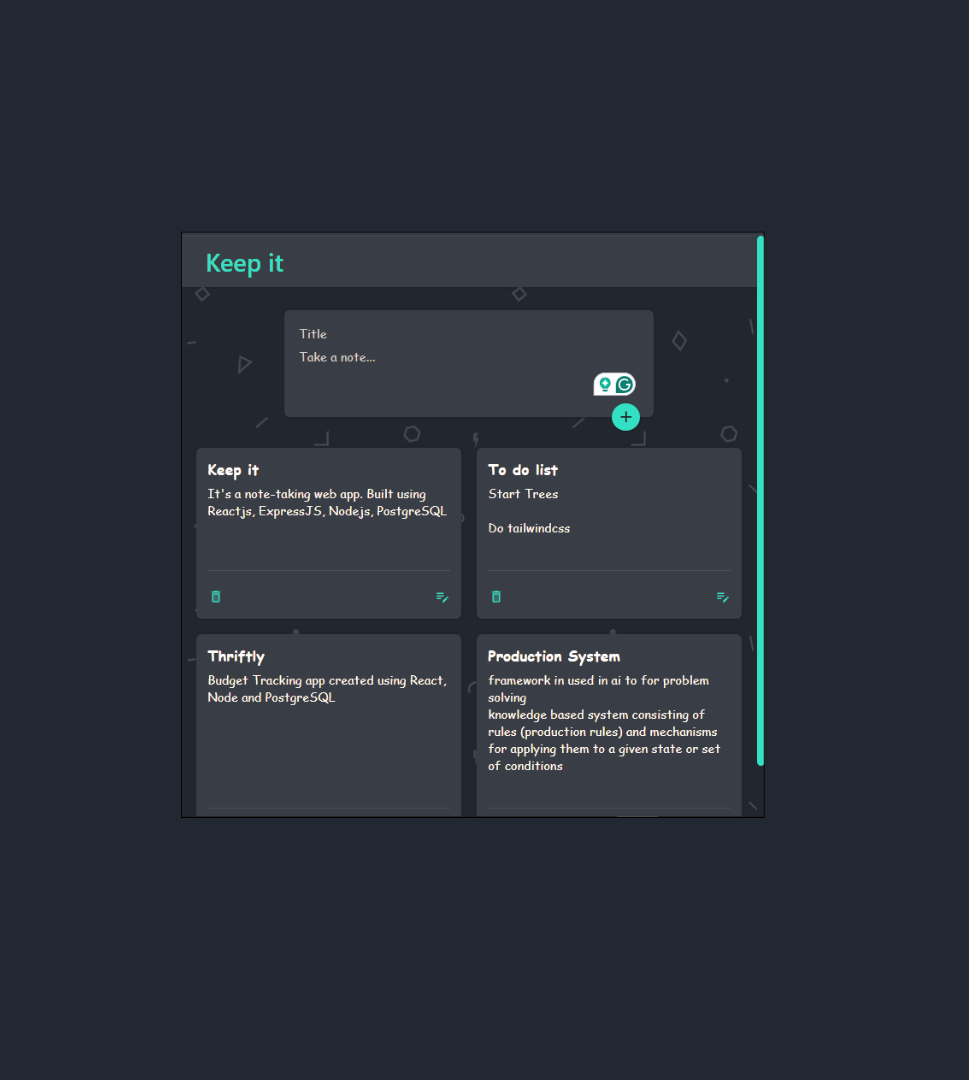 Keep it
Title
Take a note...
Keep it
It's a note-taking web app. Built using
Reactjs, ExpressJS, Nodejs, PostgreSQL
To do list
Start Trees
Do tailwindcss
Thriftly
Budget Tracking app created using React,
Node and PostgreSQL
Production System
framework in used in ai to for problem
solving
knowledge based system consisting of
rules (production rules) and mechanisms
for applying them to a given state or set
of conditions